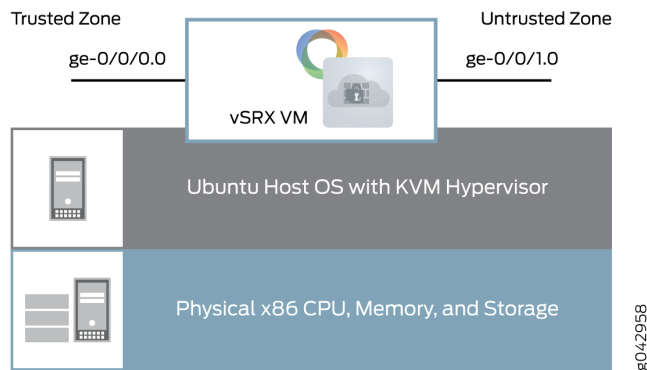 Trusted Zone
Untrusted Zone
ge-0/0/0.0
ge-0/0/1.0
vSRX VM
Ubuntu Host OS with KVM Hypervisor
Physical x86 CPU, Memory, and Storage
g042958